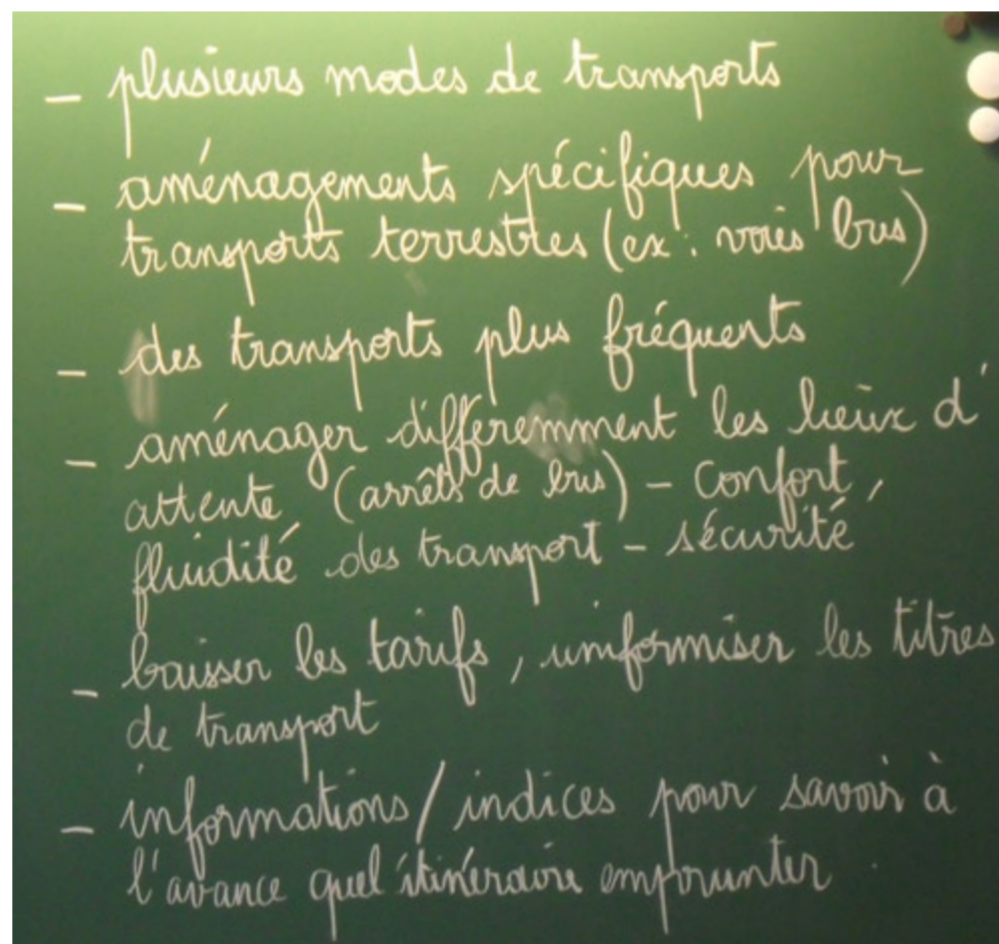 - plusieurs modes de transports
- aménagements spécifiques pour
transports terrestres (ex : voies bus)
- des transports plus fréquents
- aménager différemment les lieux d'
attente (arrêts de bus) - confort,
fluidité des transport - sécurité
- baisser les tarifs, uniformiser les titres
de transport
- informations / indices pour savoir à
l'avance quel itinéraire emprunter.